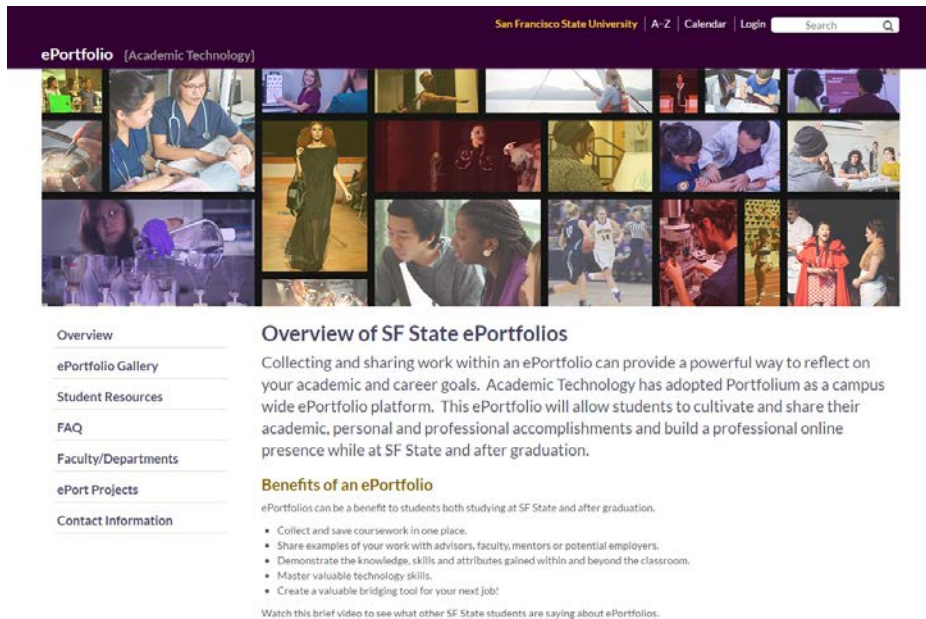 San Francisco State University | A-Z | Calendar | Login Search
ePortfolio [Academic Technology]
Overview
ePortfolio Gallery
Student Resources
FAQ
Faculty/Departments
ePort Projects
Contact Information
Overview of SF State ePortfolios
Collecting and sharing work within an ePortfolio can provide a powerful way to reflect on
your academic and career goals. Academic Technology has adopted Portfolium as a campus
wide ePortfolio platform. This ePortfolio will allow students to cultivate and share their
academic, personal and professional accomplishments and build a professional online
presence while at SF State and after graduation.
Benefits of an ePortfolio
ePortfolios can be a benefit to students both studying at SF State and after graduation.
• Collect and save coursework in one place.
• Share examples of your work with advisors, faculty, mentors or potential employers.
• Demonstrate the knowledge, skills and attributes gained within and beyond the classroom.
• Master valuable technology skills.
• Create a valuable bridging tool for your next job!
Watch this brief video to see what other SF State students are saying about ePortfolios.